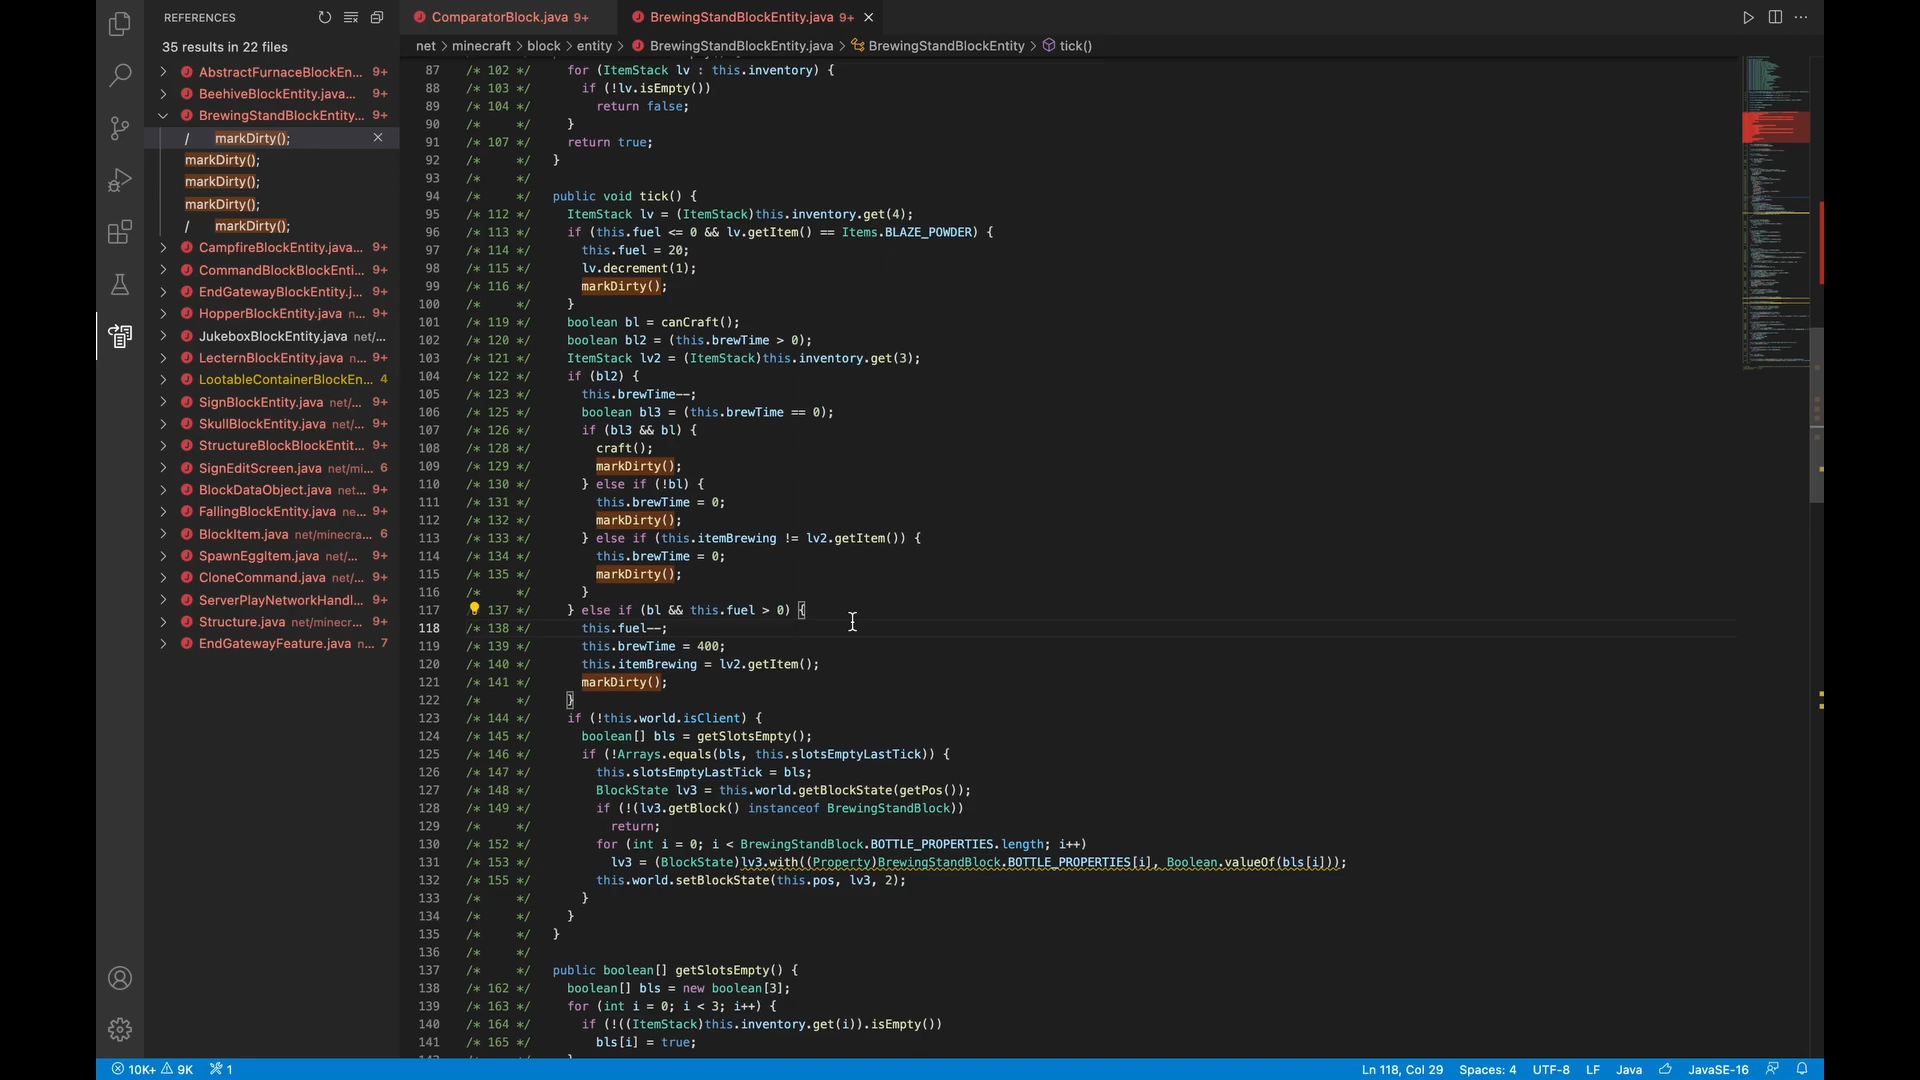 REFERENCES
35 results in 22 files
AbstractFurnaceBlockEn... 9+
BeehiveBlockEntity.java... 9+
BrewingStandBlockEntity... 9+
/ markDirty();
markDirty();
markDirty();
markDirty();
/ markDirty();
CampfireBlockEntity.java... 9+
CommandBlockBlockEnti... 9+
EndGatewayBlockEntity.j... 9+
HopperBlockEntity.java n... 9+
JukeboxBlockEntity.java net/...
LecternBlockEntity.java n... 9+
LootableContainerBlockEn... 4
SignBlockEntity.java net/... 9+
SkullBlockEntity.java net/... 9+
StructureBlockBlockEntit... 9+
SignEditScreen.java net/mi... 6
BlockDataObject.java net... 9+
FallingBlockEntity.java ne... 9+
BlockItem.java net/minecra... 6
SpawnEggItem.java net/... 9+
CloneCommand.java net/... 9+
ServerPlayNetworkHandl... 9+
Structure.java net/minecr... 9+
EndGatewayFeature.java n... 7
ComparatorBlock.java 9+
BrewingStandBlockEntity.java 9+
net > minecraft > block > entity > BrewingStandBlockEntity.java > BrewingStandBlockEntity > tick()
87 /* 102 */ for (ItemStack lv : this.inventory) {
88 /* 103 */ if (!lv.isEmpty())
89 /* 104 */ return false;
90 /* */ }
91 /* 107 */ return true;
92 /* */ }
93 /* */
94 /* */ public void tick() {
95 /* 112 */ ItemStack lv = (ItemStack)this.inventory.get(4);
96 /* 113 */ if (this.fuel <= 0 && lv.getItem() == Items.BLAZE_POWDER) {
97 /* 114 */ this.fuel = 20;
98 /* 115 */ lv.decrement(1);
99 /* 116 */ markDirty();
100 /* */ }
101 /* 119 */ boolean bl = canCraft();
102 /* 120 */ boolean bl2 = (this.brewTime > 0);
103 /* 121 */ ItemStack lv2 = (ItemStack)this.inventory.get(3);
104 /* 122 */ if (bl2) {
105 /* 123 */ this.brewTime--;
106 /* 125 */ boolean bl3 = (this.brewTime == 0);
107 /* 126 */ if (bl3 && bl) {
108 /* 128 */ craft();
109 /* 129 */ markDirty();
110 /* 130 */ } else if (!bl) {
111 /* 131 */ this.brewTime = 0;
112 /* 132 */ markDirty();
113 /* 133 */ } else if (this.itemBrewing != lv2.getItem()) {
114 /* 134 */ this.brewTime = 0;
115 /* 135 */ markDirty();
116 /* */ }
117 137 */ } else if (bl && this.fuel > 0) {
118 /* 138 */ this.fuel--;
119 /* 139 */ this.brewTime = 400;
120 /* 140 */ this.itemBrewing = lv2.getItem();
121 /* 141 */ markDirty();
122 /* */ }
123 /* 144 */ if (!this.world.isClient) {
124 /* 145 */ boolean[] bls = getSlotsEmpty();
125 /* 146 */ if (!Arrays.equals(bls, this.slotsEmptyLastTick)) {
126 /* 147 */ this.slotsEmptyLastTick = bls;
127 /* 148 */ BlockState lv3 = this.world.getBlockState(getPos());
128 /* 149 */ if (!(lv3.getBlock() instanceof BrewingStandBlock))
129 /* */ return;
130 /* 152 */ for (int i = 0; i < BrewingStandBlock.BOTTLE_PROPERTIES.length; i++)
131 /* 153 */ lv3 = (BlockState)lv3.with((Property)BrewingStandBlock.BOTTLE_PROPERTIES[i], Boolean.valueOf(bls[i]));
132 /* 155 */ this.world.setBlockState(this.pos, lv3, 2);
133 /* */ }
134 /* */ }
135 /* */ }
136 /* */
137 /* */ public boolean[] getSlotsEmpty() {
138 /* 162 */ boolean[] bls = new boolean[3];
139 /* 163 */ for (int i = 0; i < 3; i++) {
140 /* 164 */ if (!((ItemStack)this.inventory.get(i)).isEmpty())
141 /* 165 */ bls[i] = true;
10K+ 9K 1
Ln 118, Col 29 Spaces: 4 UTF-8 LF Java JavaSE-16